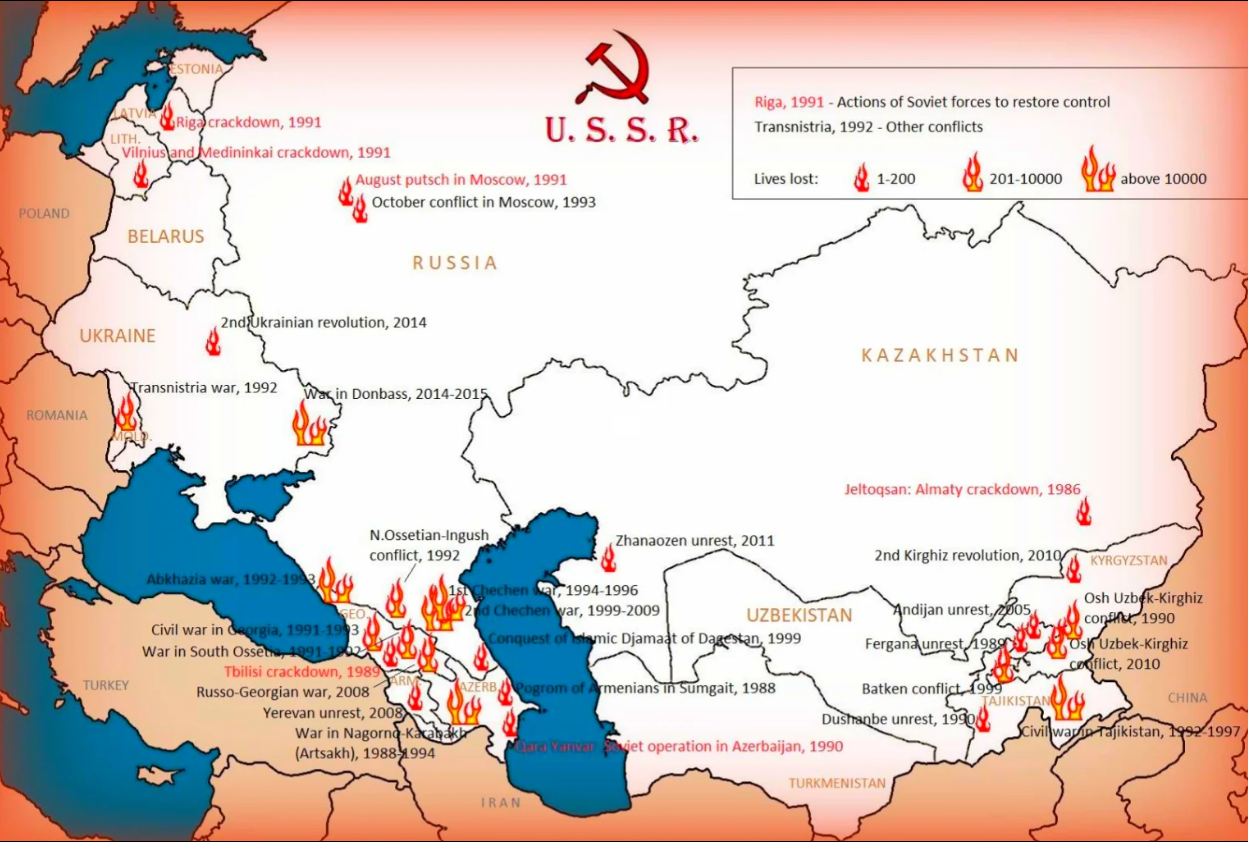 ESTONIA
U. S. S. R.
Riga, 1991 - Actions of Soviet forces to restore control
LATVIA
Riga crackdown, 1991
Transnistria, 1992 - Other conflicts
LITH.
Vilnius and Medininkai crackdown, 1991
August putsch in Moscow, 1991
Lives lost: 1-200 201-10000 above 10000
October conflict in Moscow, 1993
POLAND
BELARUS
RUSSIA
2nd Ukrainian revolution, 2014
UKRAINE
KAZAKHSTAN
Transnistria war, 1992
War in Donbass, 2014-2015
ROMANIA
MOLD.
Jeltoqsan: Almaty crackdown, 1986
N.Ossetian-Ingush
conflict, 1992
Zhanaozen unrest, 2011
2nd Kirghiz revolution, 2010
KYRGYZSTAN
Abkhazia war, 1992-1993
1st Chechen war, 1994-1996
Osh Uzbek-Kirghiz
conflict, 1990
GEO.
2nd Chechen war, 1999-2009
UZBEKISTAN
Andijan unrest, 2005
Civil war in Georgia, 1991-1993
Conquest of Islamic Djamaat of Dagestan, 1999
Fergana unrest, 1989
Osh Uzbek-Kirghiz
conflict, 2010
War in South Ossetia, 1991-1992
Tbilisi crackdown, 1989
TURKEY
ARM.
AZERB.
Russo-Georgian war, 2008
Pogrom of Armenians in Sumgait, 1988
Batken conflict, 1999
TAJIKISTAN
CHINA
Yerevan unrest, 2008
Dushanbe unrest, 1990
War in Nagorno-Karabakh
(Artsakh), 1988-1994
Civil war in Tajikistan, 1992-1997
Qara Yanvar: Soviet operation in Azerbaijan, 1990
TURKMENISTAN
IRAN